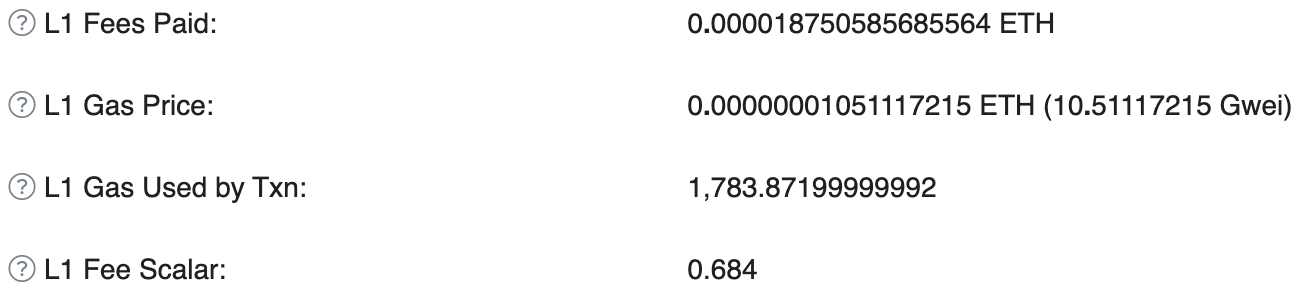 ? L1 Fees Paid: 0.000018750585685564 ETH
? L1 Gas Price: 0.00000001051117215 ETH (10.51117215 Gwei)
? L1 Gas Used by Txn: 1,783.87199999992
? L1 Fee Scalar: 0.684